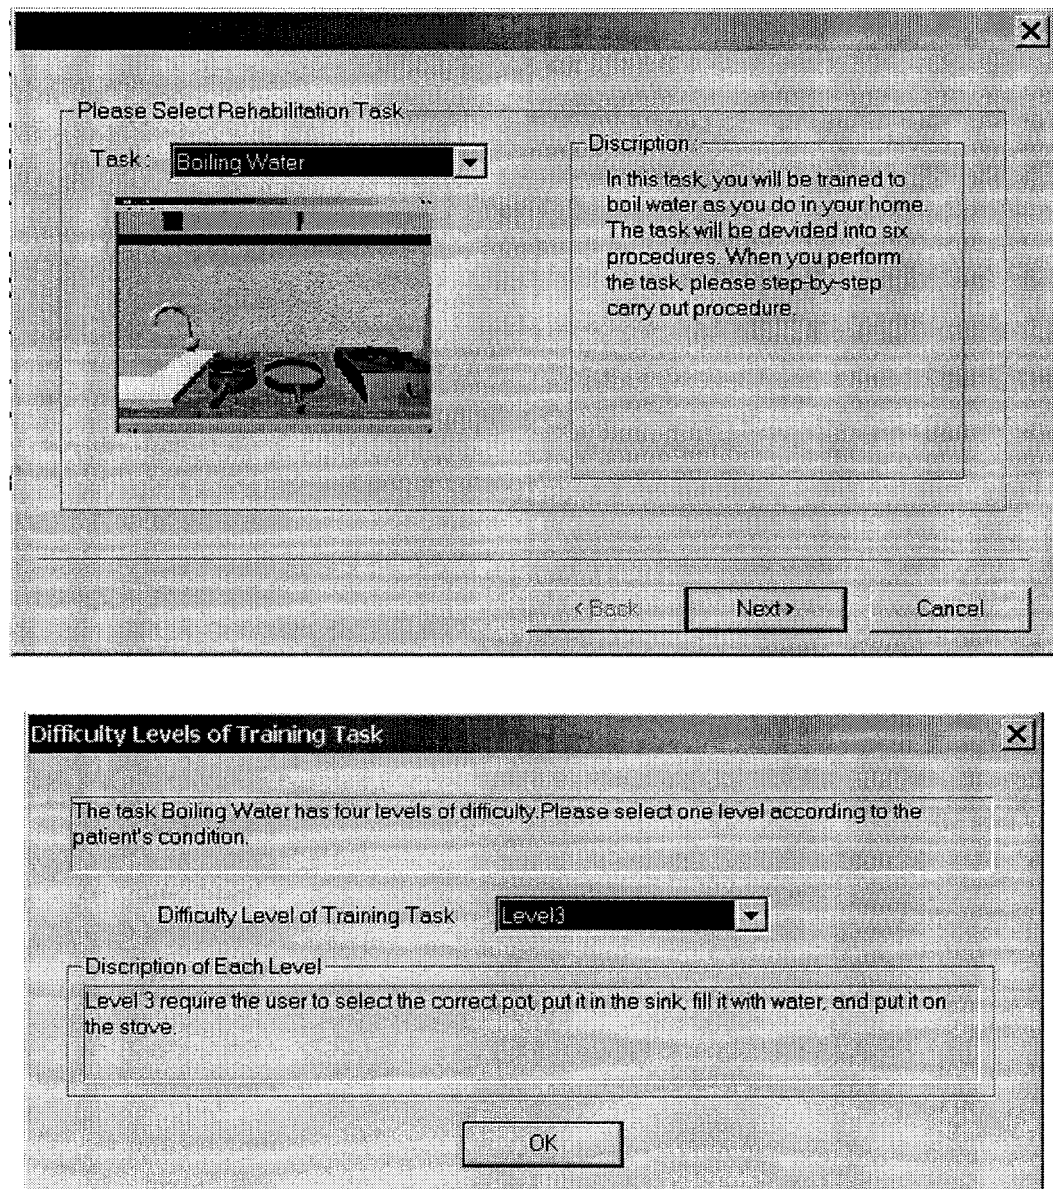 Please Select Rehabilitation Task
Task :
Boiling Water
Discription :
In this task, you will be trained to
boil water as you do in your home.
The task will be devided into six
procedures. When you perform
the task, please step-by-step
carry out procedure.
< Back
Next >
Cancel
Difficulty Levels of Training Task
The task Boiling Water has four levels of difficulty.Please select one level according to the
patient's condition.
Difficulty Level of Training Task
Level3
Discription of Each Level
Level 3 require the user to select the correct pot, put it in the sink, fill it with water, and put it on
the stove.
OK